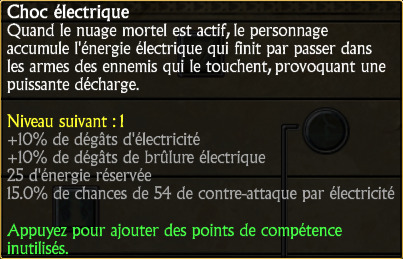 Choc électrique
Quand le nuage mortel est actif, le personnage
accumule l'énergie électrique qui finit par passer dans
les armes des ennemis qui le touchent, provoquant une
puissante décharge.
Niveau suivant : 1
+10% de dégâts d'électricité
+10% de dégâts de brûlure électrique
25 d'énergie réservée
15.0% de chances de 54 de contre-attaque par électricité
Appuyez pour ajouter des points de compétence
inutilisés.